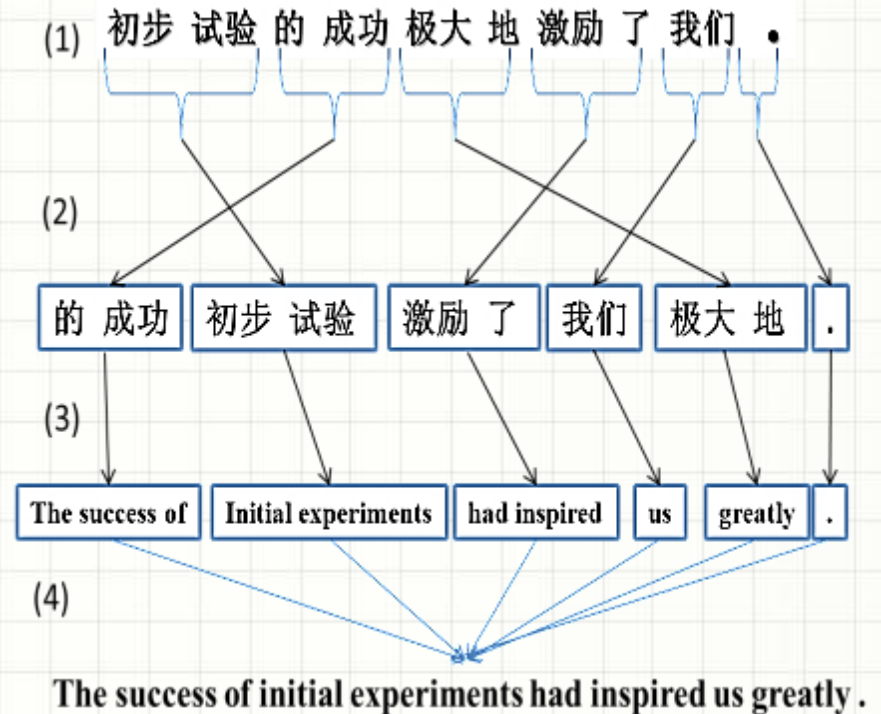 (1) 初步 试验 的 成功 极大 地 激励 了 我们 .
(2)
的 成功 初步 试验 激励 了 我们 极大 地 .
(3)
The success of Initial experiments had inspired us greatly .
(4)
The success of initial experiments had inspired us greatly .